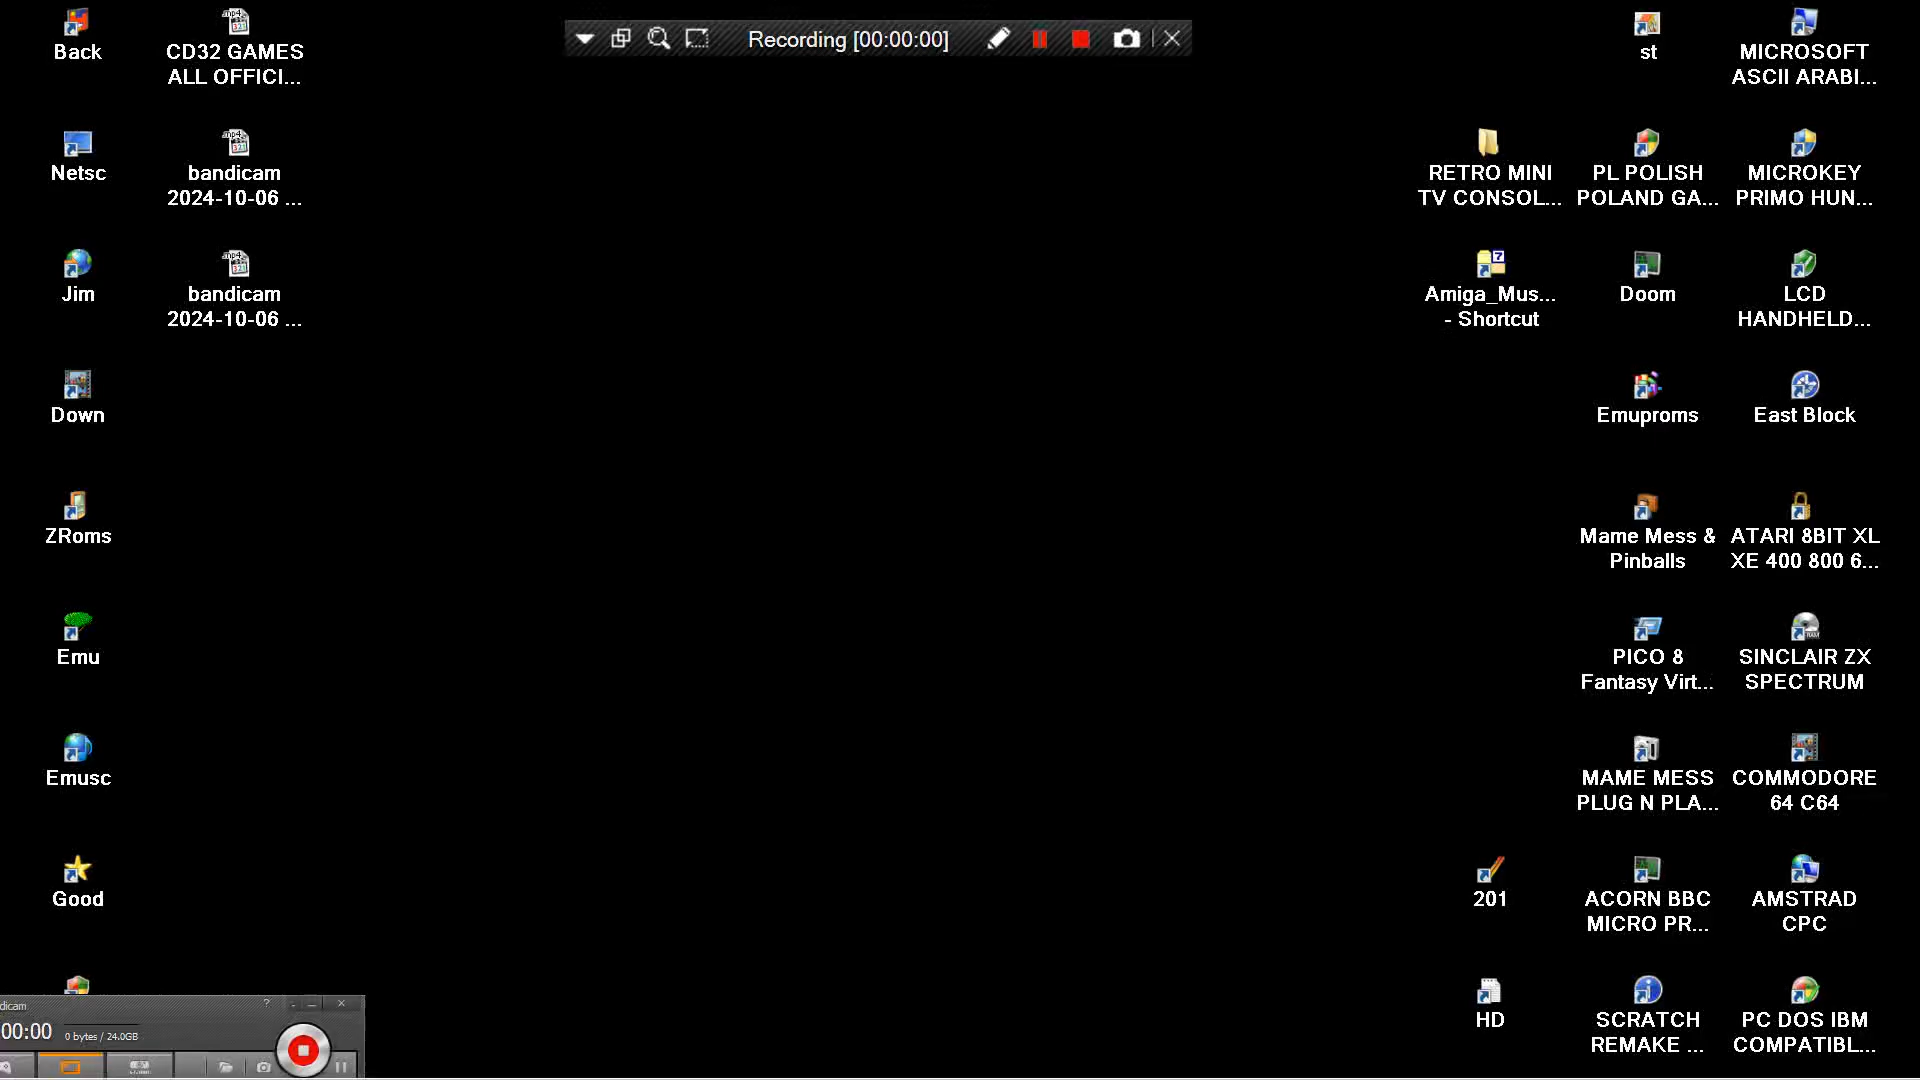 Back
CD32 GAMES
ALL OFFICI...
Recording [00:00:00]
st
MICROSOFT
ASCII ARABI...
Netsc
bandicam
2024-10-06 ...
RETRO MINI
TV CONSOL...
PL POLISH
POLAND GA...
MICROKEY
PRIMO HUN...
Jim
bandicam
2024-10-06 ...
Amiga_Mus...
- Shortcut
Doom
LCD
HANDHELD...
Down
Emuproms
East Block
ZRoms
Mame Mess &
Pinballs
ATARI 8BIT XL
XE 400 800 6...
Emu
PICO 8
Fantasy Virt...
SINCLAIR ZX
SPECTRUM
Emusc
MAME MESS
PLUG N PLA...
COMMODORE
64 C64
Good
201
ACORN BBC
MICRO PR...
AMSTRAD
CPC
HD
SCRATCH
REMAKE ...
PC DOS IBM
COMPATIBL...
dicam
00:00
0 bytes / 24.0GB